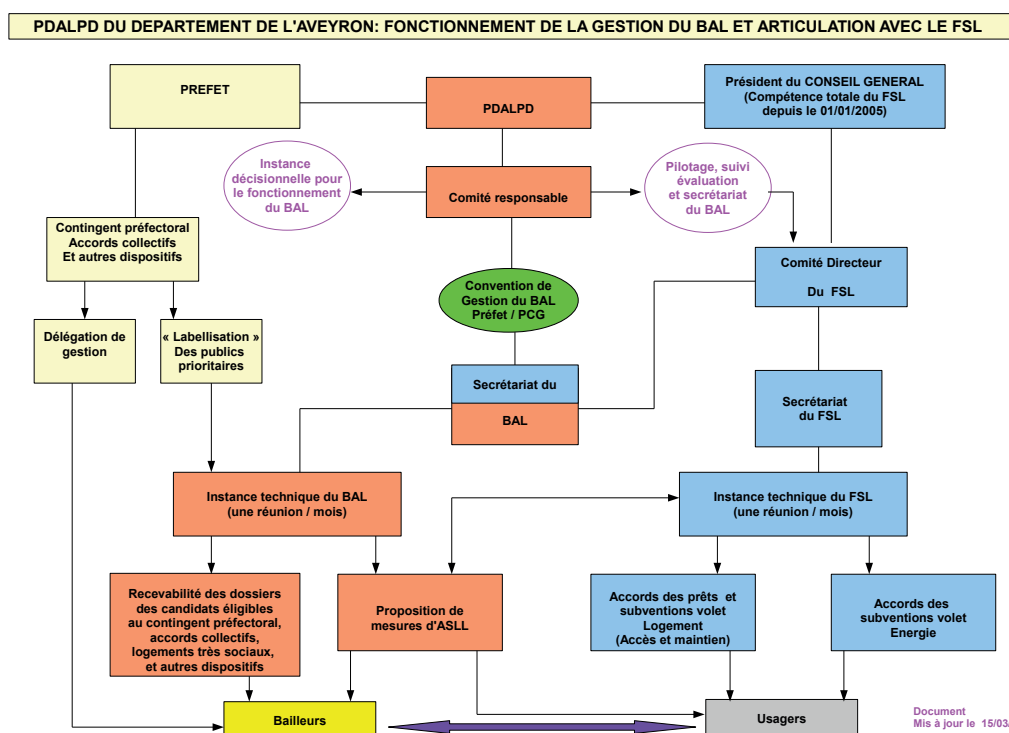 PDALPD DU DEPARTEMENT DE L'AVEYRON: FONCTIONNEMENT DE LA GESTION DU BAL ET ARTICULATION AVEC LE FSL
PREFET
PDALPD
Président du CONSEIL GENERAL
(Compétence totale du FSL
depuis le 01/01/2005)
Instance
décisionnelle pour
le fonctionnement
du BAL
Comité responsable
Pilotage, suivi
évaluation
et secrétariat
du BAL
Contingent préfectoral
Accords collectifs
Et autres dispositifs
Comité Directeur
Du FSL
Convention de
Gestion du BAL
Préfet / PCG
Délégation de
gestion
« Labellisation »
Des publics
prioritaires
Secrétariat du
BAL
Secrétariat
du FSL
Instance technique du BAL
(une réunion / mois)
Instance technique du FSL
(une réunion / mois)
Recevabilité des dossiers
des candidats éligibles
au contingent préfectoral,
accords collectifs,
logements très sociaux,
et autres dispositifs
Proposition de
mesures d'ASLL
Accords des prêts et
subventions volet
Logement
(Accès et maintien)
Accords des
subventions volet
Energie
Bailleurs
Usagers
Document
Mis à jour le 15/03/